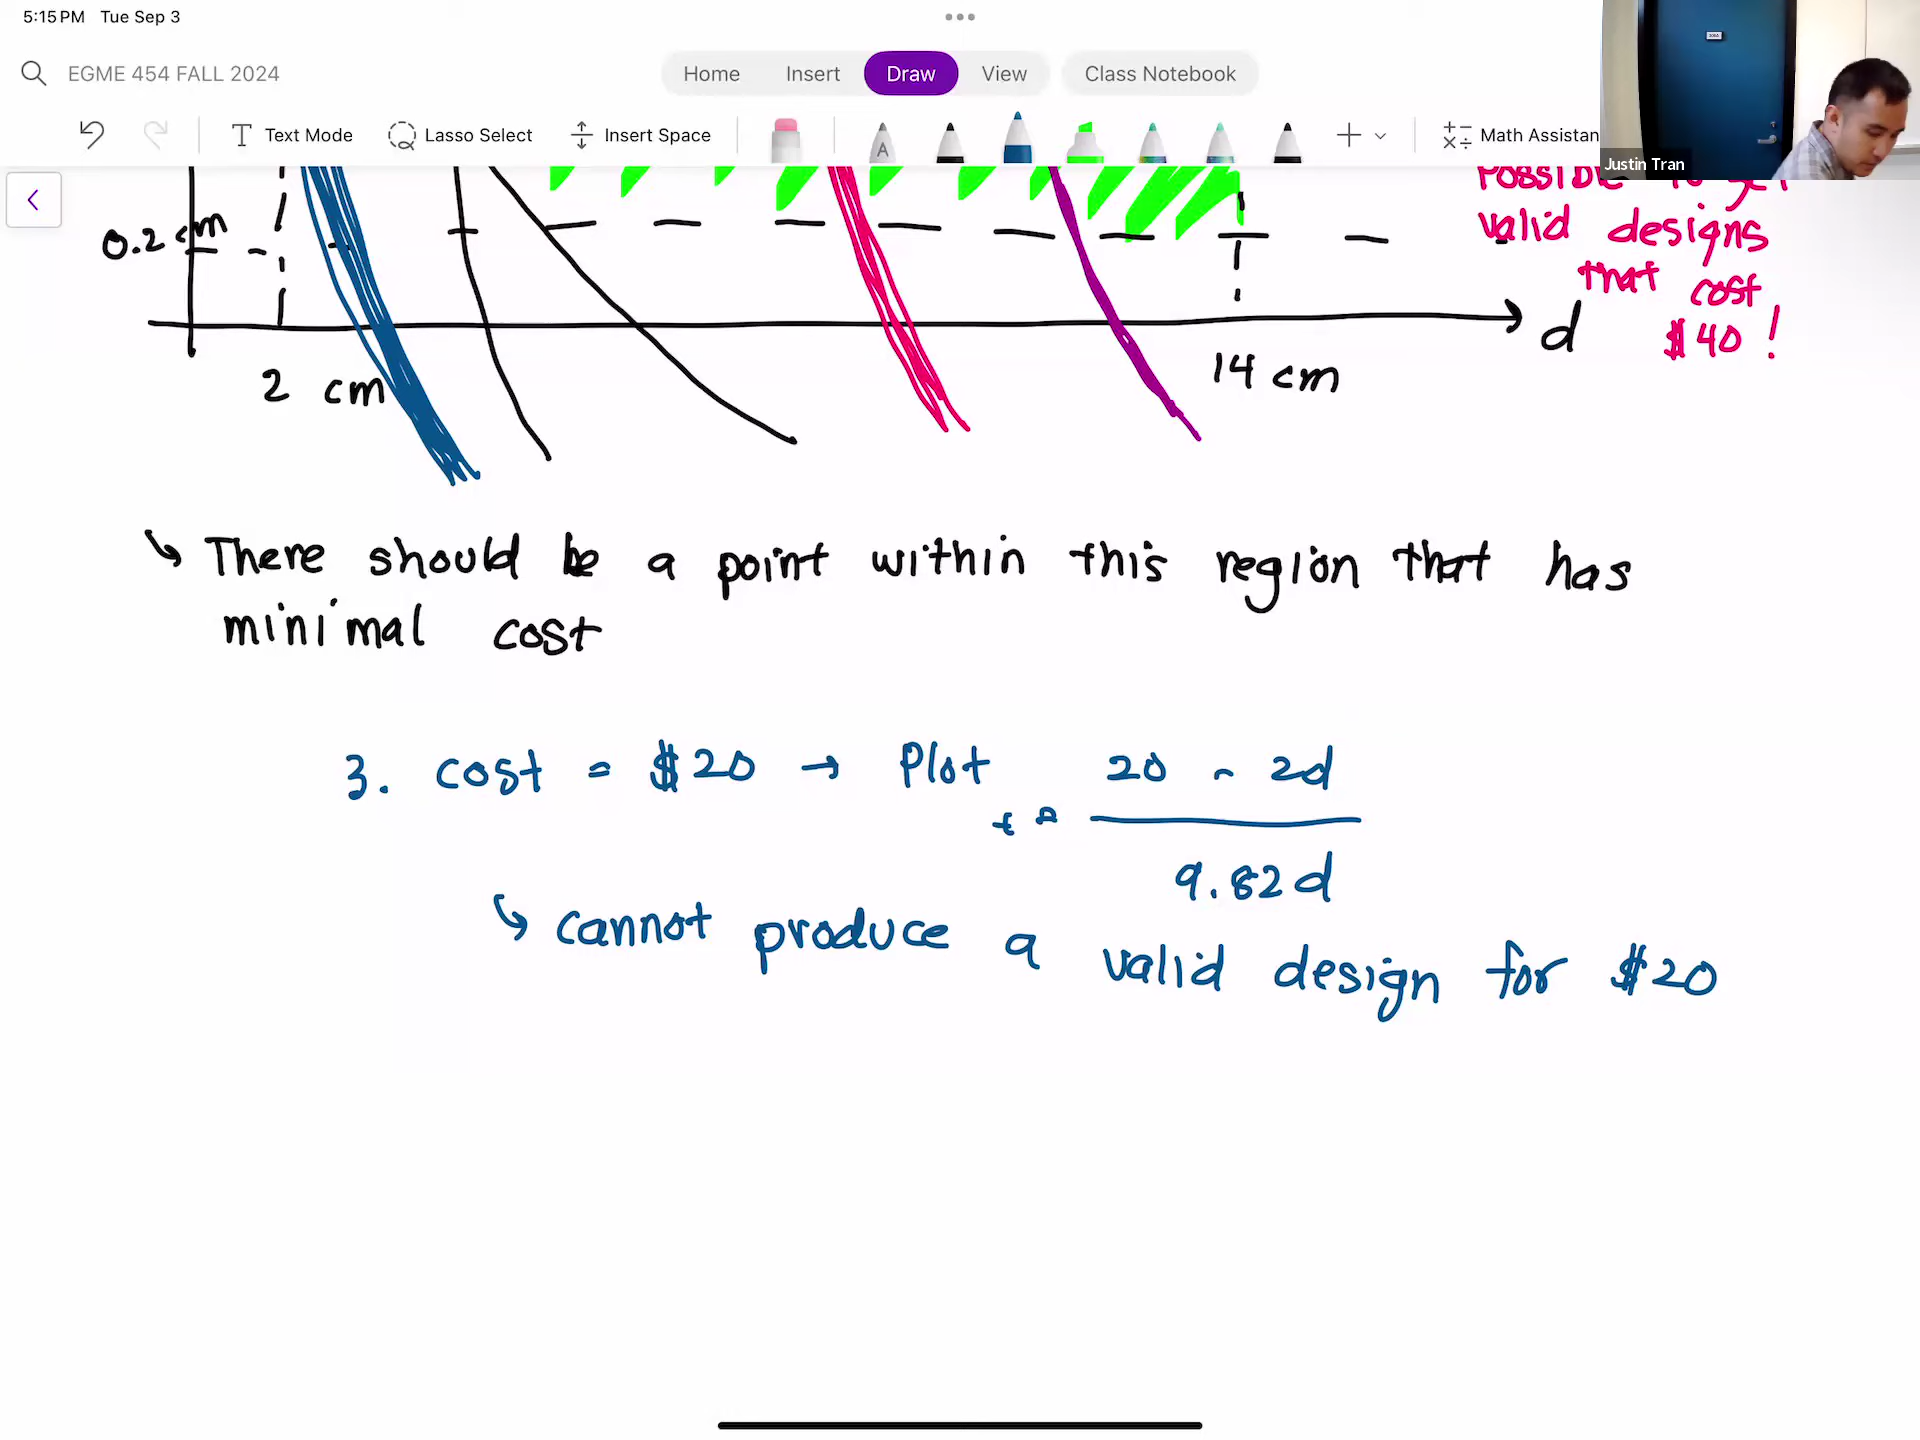 5:15 PM Tue Sep 3
EGME 454 FALL 2024
Home Insert Draw View Class Notebook
Text Mode Lasso Select Insert Space A Math Assistan
Justin Tran
valid designs
that cost
$40!
0.2 cm
d
2 cm
14 cm
↳ There should be a point within this region that has
minimal cost
3. cost = $20 → Plot t = 20 - 2d
9.82d
↳ cannot produce a valid design for $20